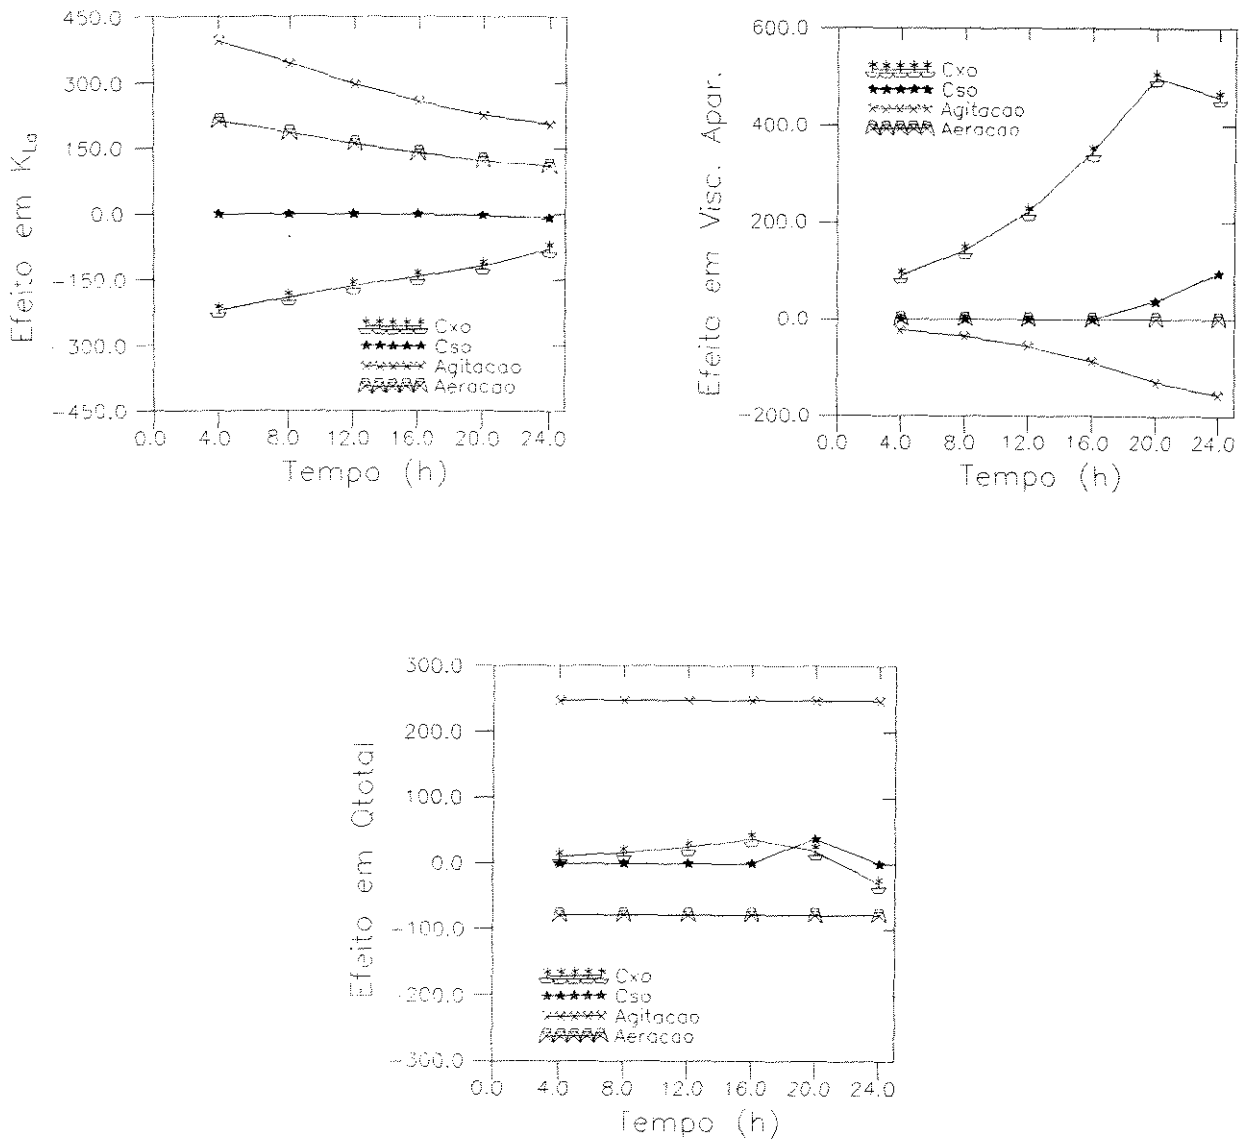 450.0
300.0
150.0
0.0
-150.0
-300.0
-450.0
Efeito em KLa
Cxo
Cso
Agitacao
Aeracao
0.0 4.0 8.0 12.0 16.0 20.0 24.0
Tempo (h)
600.0
400.0
200.0
0.0
-200.0
Efeito em Visc. Apar.
Cxo
Cso
Agitacao
Aeracao
0.0 4.0 8.0 12.0 16.0 20.0 24.0
Tempo (h)
300.0
200.0
100.0
0.0
-100.0
-200.0
-300.0
Efeito em Qtotal
Cxo
Cso
Agitacao
Aeracao
0.0 4.0 8.0 12.0 16.0 20.0 24.0
Tempo (h)